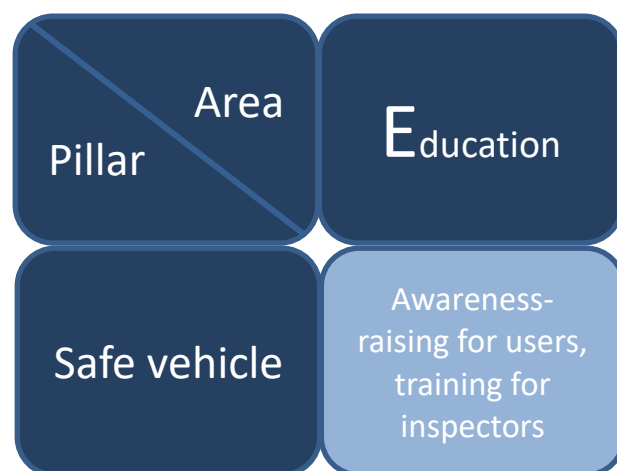 Area
Pillar
Education
Safe vehicle
Awareness-
raising for users,
training for
inspectors